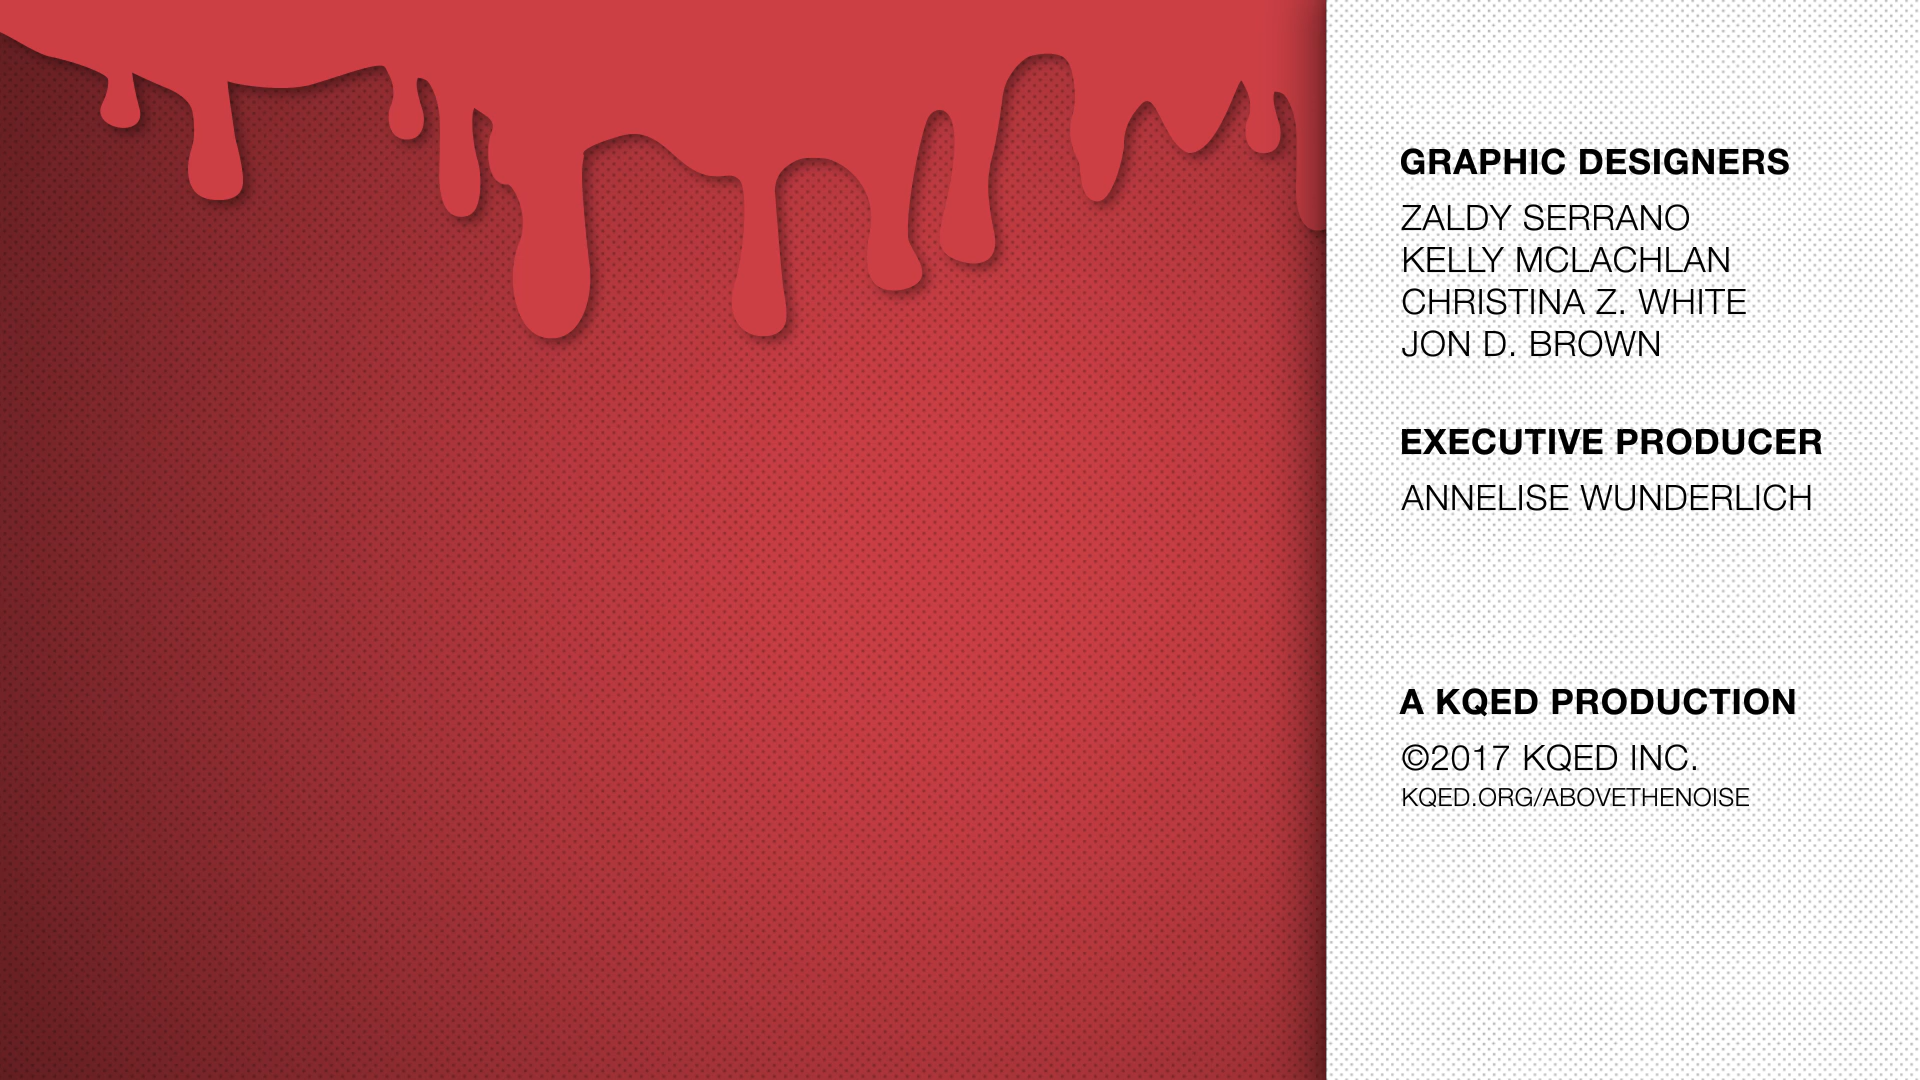 GRAPHIC DESIGNERS
ZALDY SERRANO
KELLY MCLACHLAN
CHRISTINA Z. WHITE
JON D. BROWN
EXECUTIVE PRODUCER
ANNELISE WUNDERLICH
A KQED PRODUCTION
©2017 KQED INC.
KQED.ORG/ABOVETHENOISE